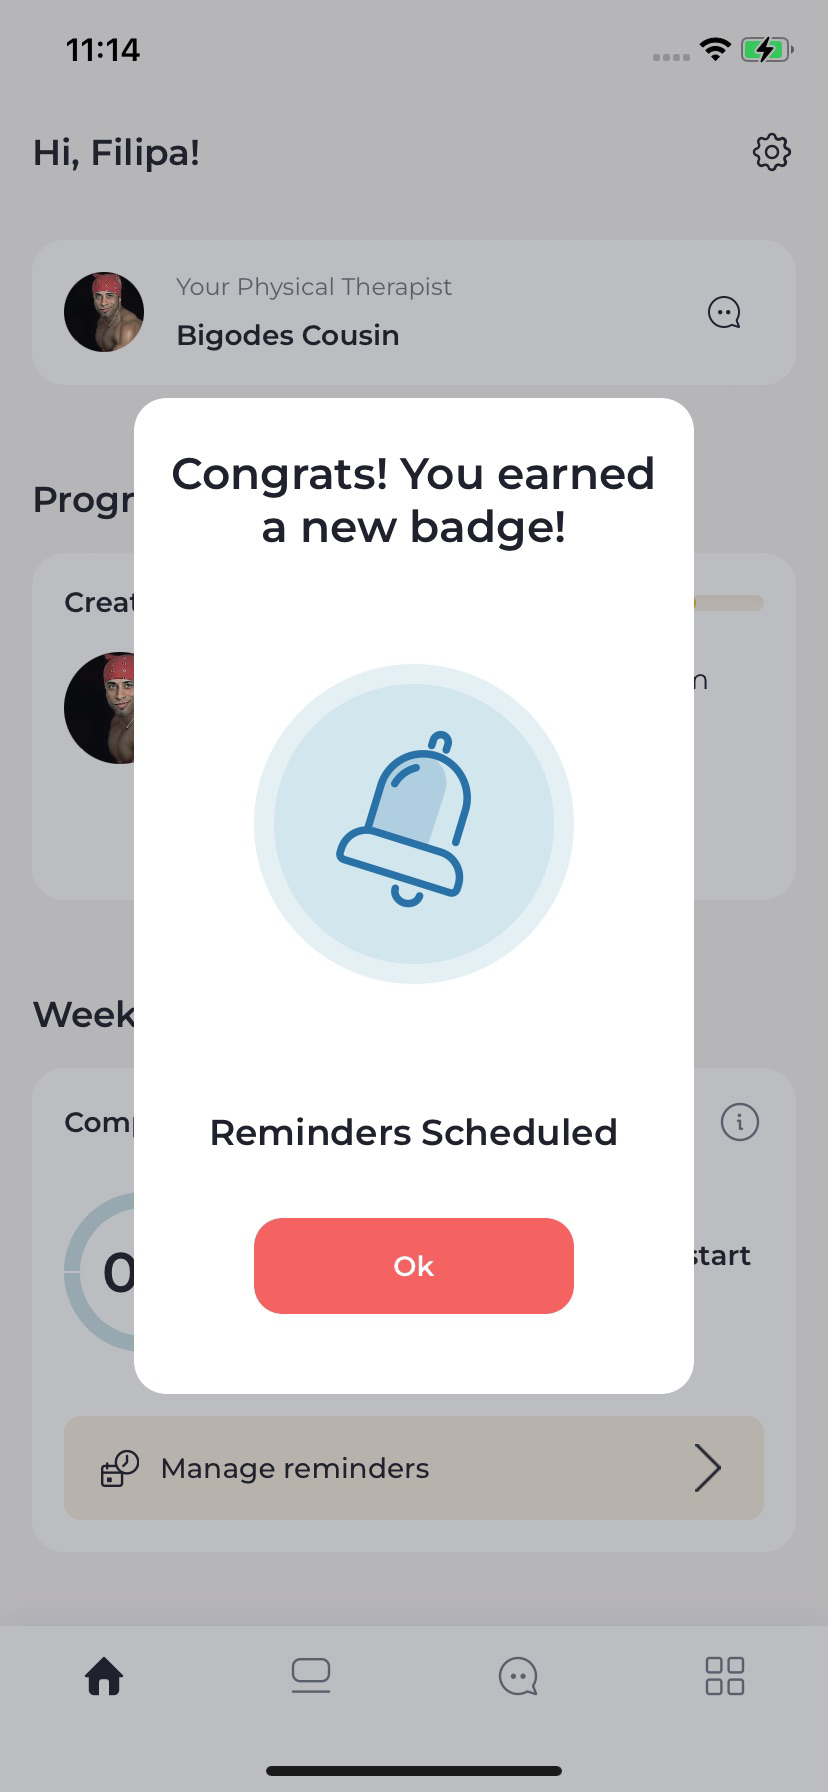 11:14
Hi, Filipa!
Your Physical Therapist
Bigodes Cousin
Congrats! You earned
a new badge!
Progr
Creat
Week
Com
Reminders Scheduled
0
start
Ok
Manage reminders